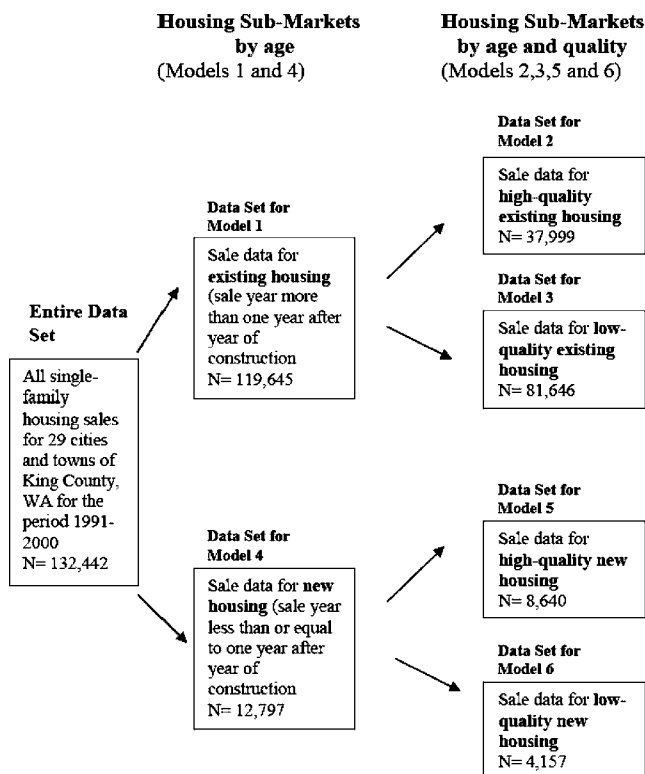 Housing Sub-Markets
by age
(Models 1 and 4)
Housing Sub-Markets
by age and quality
(Models 2,3,5 and 6)
Entire Data
Set
All single-
family
housing sales
for 29 cities
and towns of
King County,
WA for the
period 1991-
2000
N= 132,442
Data Set for
Model 1
Sale data for
existing housing
(sale year more
than one year after
year of
construction
N= 119,645
Data Set for
Model 4
Sale data for new
housing (sale year
less than or equal
to one year after
year of
construction
N= 12,797
Data Set for
Model 2
Sale data for
high-quality
existing housing
N= 37,999
Data Set for
Model 3
Sale data for low-
quality existing
housing
N= 81,646
Data Set for
Model 5
Sale data for
high-quality new
housing
N= 8,640
Data Set for
Model 6
Sale data for low-
quality new
housing
N= 4,157